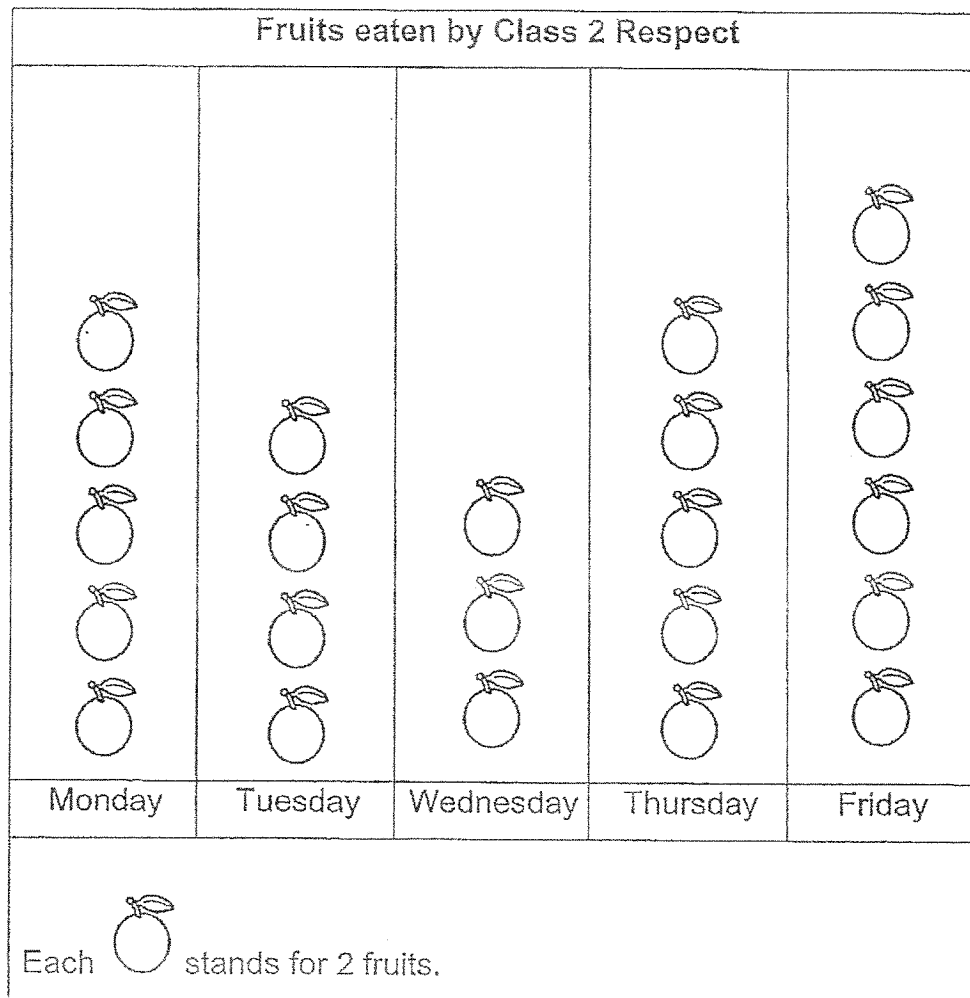 Fruits eaten by Class 2 Respect
Monday Tuesday Wednesday Thursday Friday
Each stands for 2 fruits.